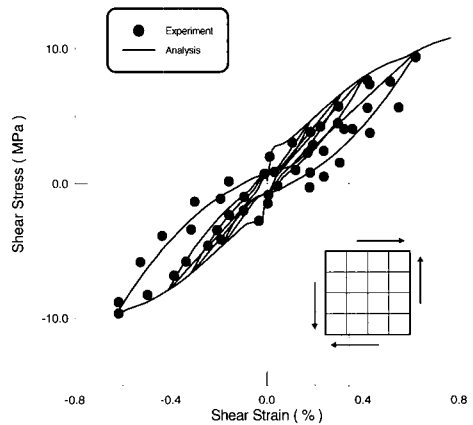 Experiment
Analysis
10.0
0.0
-10.0
Shear Stress ( MPa )
-0.8
-0.4
0.0
0.4
0.8
Shear Strain ( % )